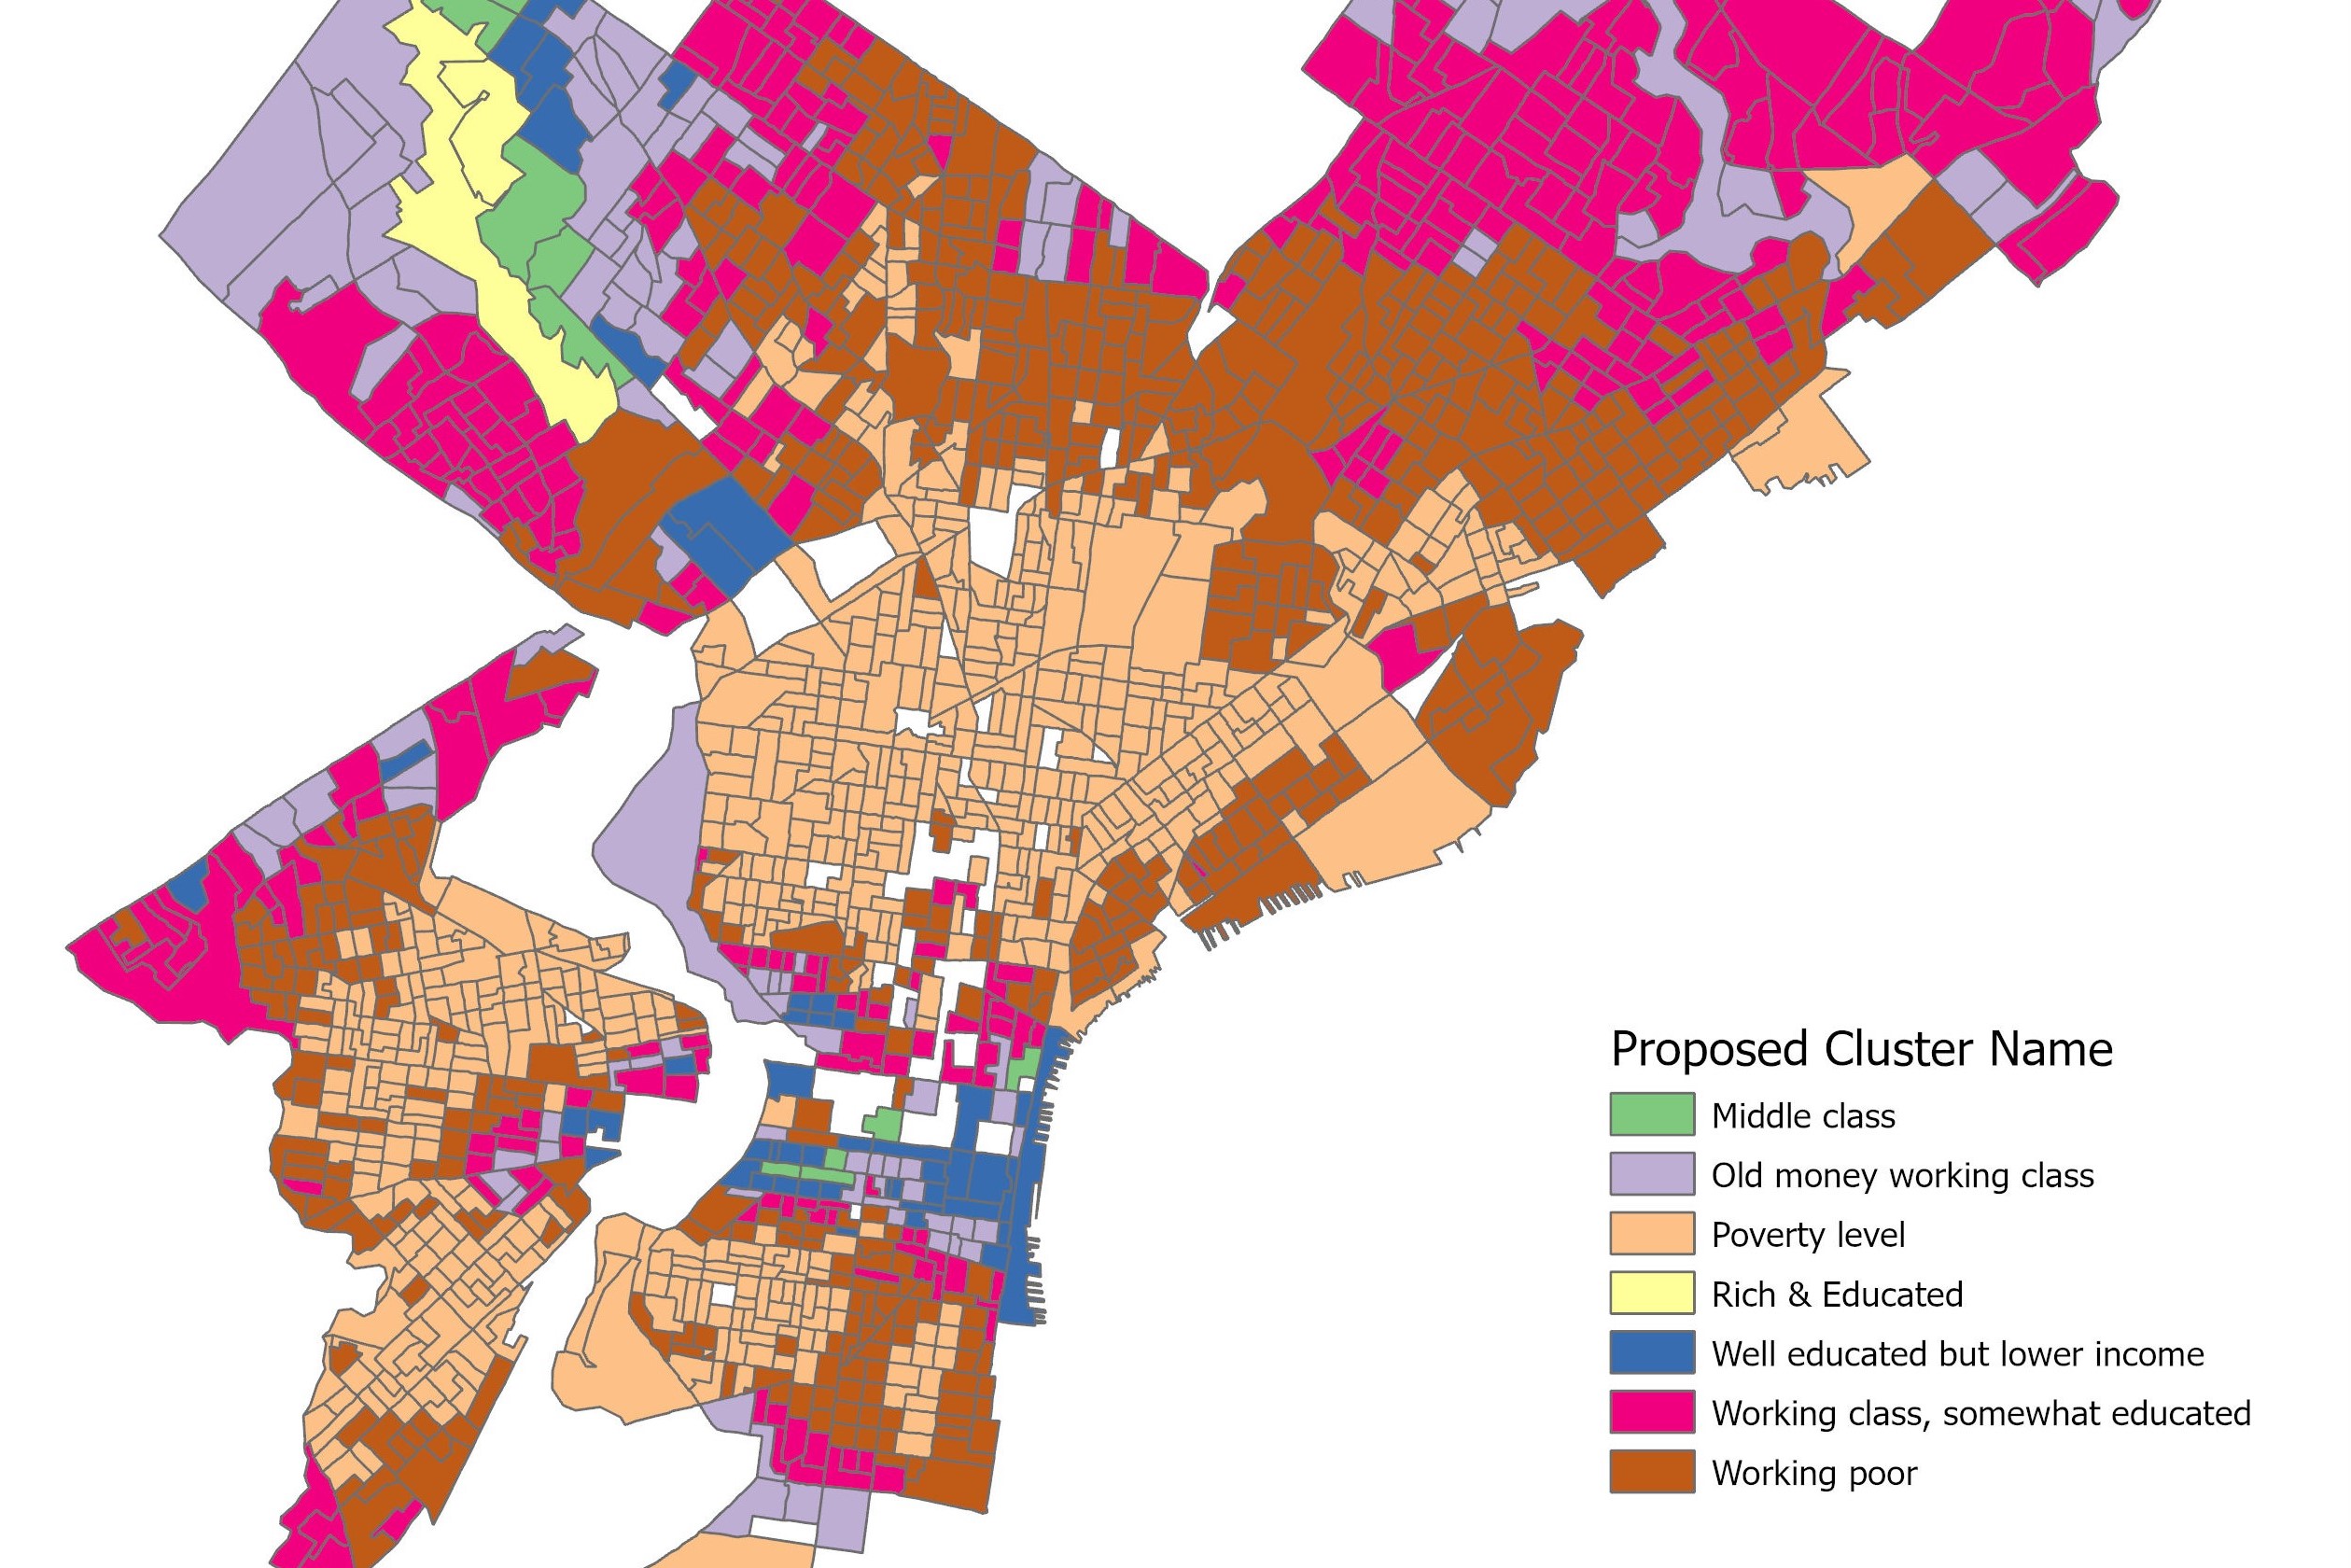 Proposed Cluster Name
Middle class
Old money working class
Poverty level
Rich & Educated
Well educated but lower income
Working class, somewhat educated
Working poor